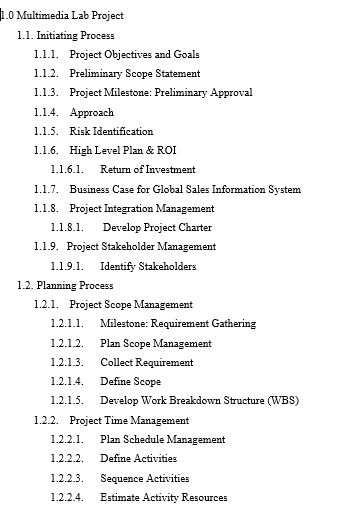 1.0 Multimedia Lab Project
1.1. Initiating Process
1.1.1. Project Objectives and Goals
1.1.2. Preliminary Scope Statement
1.1.3. Project Milestone: Preliminary Approval
1.1.4. Approach
1.1.5. Risk Identification
1.1.6. High Level Plan & ROI
1.1.6.1. Return of Investment
1.1.7. Business Case for Global Sales Information System
1.1.8. Project Integration Management
1.1.8.1. Develop Project Charter
1.1.9. Project Stakeholder Management
1.1.9.1. Identify Stakeholders
1.2. Planning Process
1.2.1. Project Scope Management
1.2.1.1. Milestone: Requirement Gathering
1.2.1.2. Plan Scope Management
1.2.1.3. Collect Requirement
1.2.1.4. Define Scope
1.2.1.5. Develop Work Breakdown Structure (WBS)
1.2.2. Project Time Management
1.2.2.1. Plan Schedule Management
1.2.2.2. Define Activities
1.2.2.3. Sequence Activities
1.2.2.4. Estimate Activity Resources